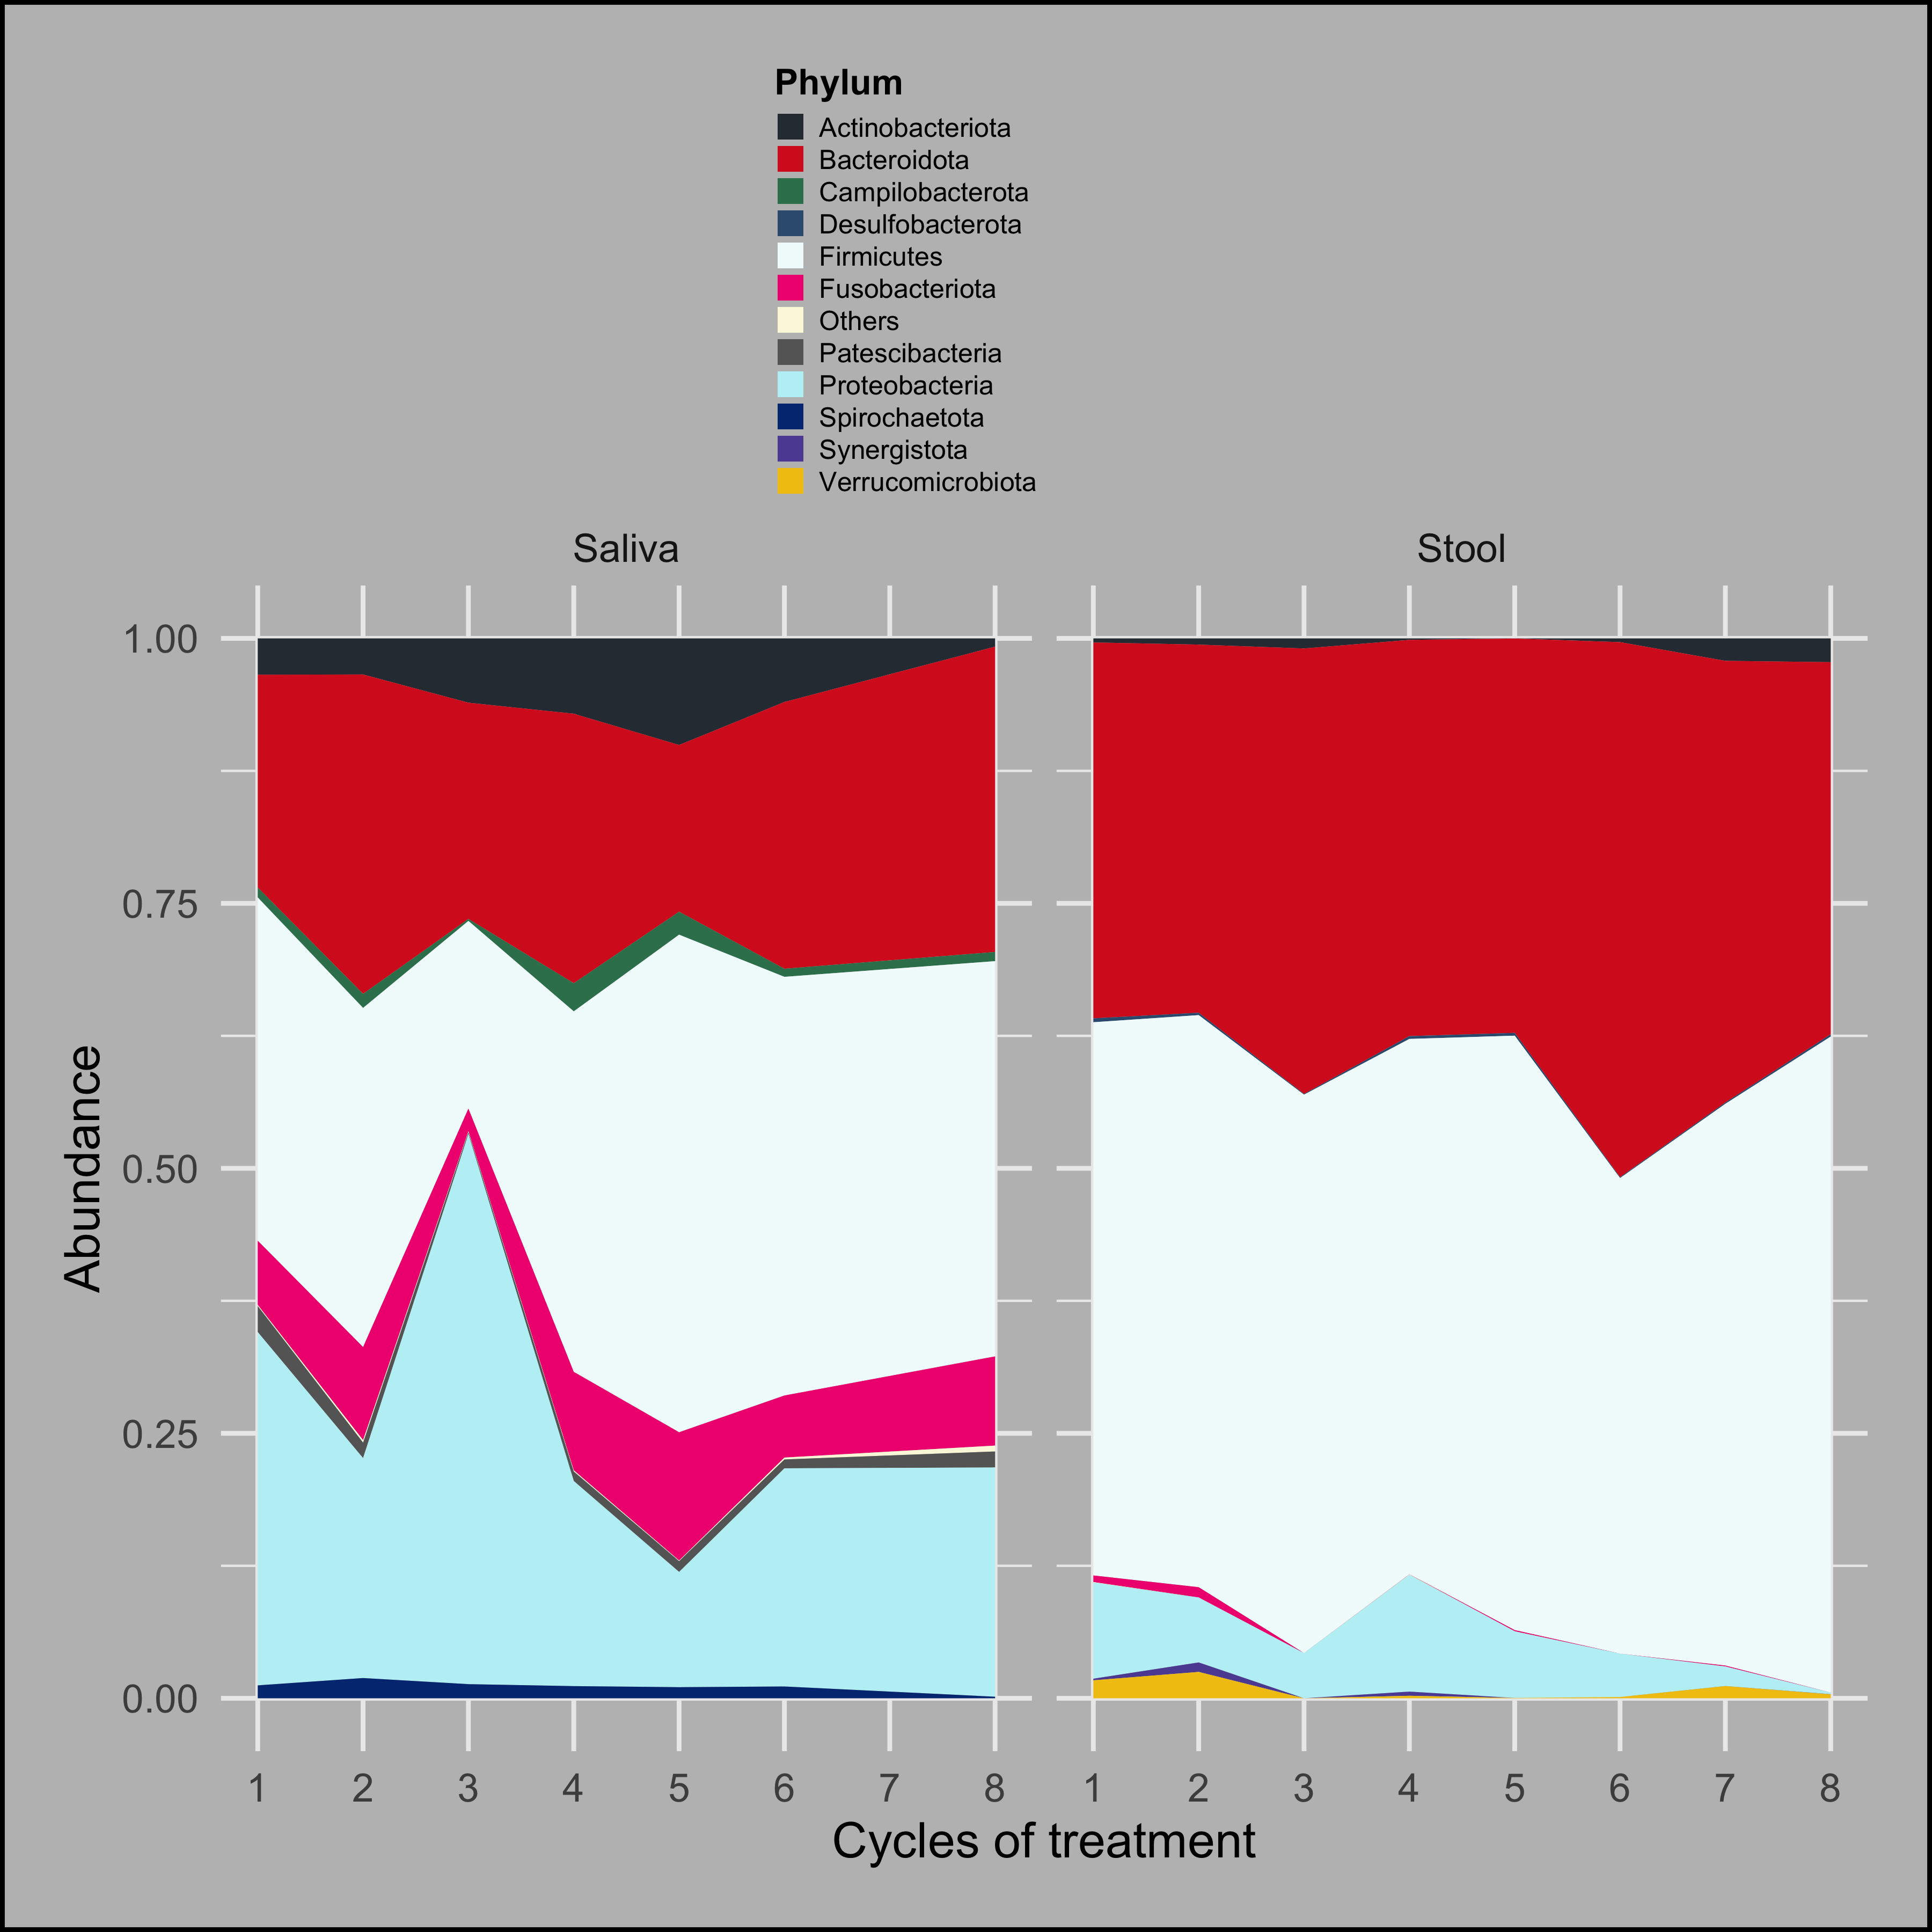 Phylum
Actinobacteriota
Bacteroidota
Campilobacterota
Desulfobacterota
Firmicutes
Fusobacteriota
Others
Patescibacteria
Proteobacteria
Spirochaetota
Synergistota
Verrucomicrobiota
Saliva
Stool
1.00
0.75
0.50
0.25
0.00
Abundance
1 2 3 4 5 6 7 8
1 2 3 4 5 6 7 8
Cycles of treatment